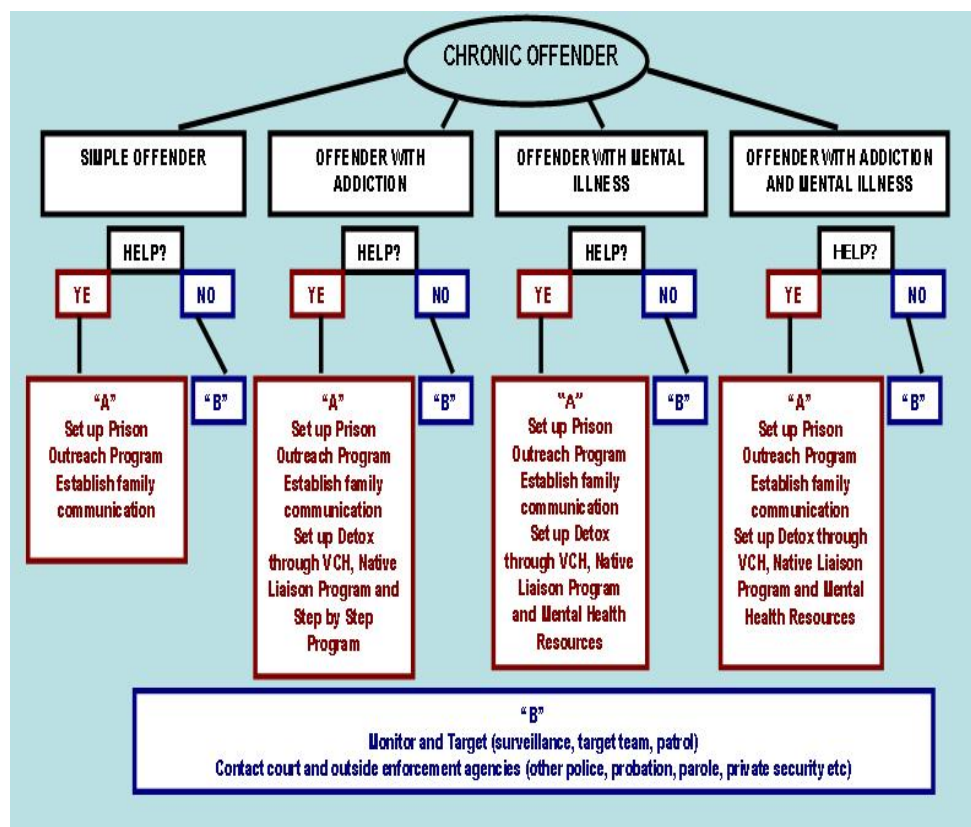 CHRONIC OFFENDER
SIMPLE OFFENDER
OFFENDER WITH
ADDICTION
OFFENDER WITH MENTAL
ILLNESS
OFFENDER WITH ADDICTION
AND MENTAL ILLNESS
HELP?
YE
NO
HELP?
YE
NO
HELP?
YE
NO
HELP?
YE
NO
"A"
Set up Prison
Outreach Program
Establish family
communication
"B"
"A"
Set up Prison
Outreach Program
Establish family
communication
Set up Detox
through VCH, Native
Liaison Program and
Step by Step
Program
"B"
"A"
Set up Prison
Outreach Program
Establish family
communication
Set up Detox
through VCH, Native
Liaison Program
and Mental Health
Resources
"B"
"A"
Set up Prison
Outreach Program
Establish family
communication
Set up Detox through
VCH, Native Liaison
Program and Mental
Health Resources
"B"
"B"
Monitor and Target (surveillance, target team, patrol)
Contact court and outside enforcement agencies (other police, probation, parole, private security etc)